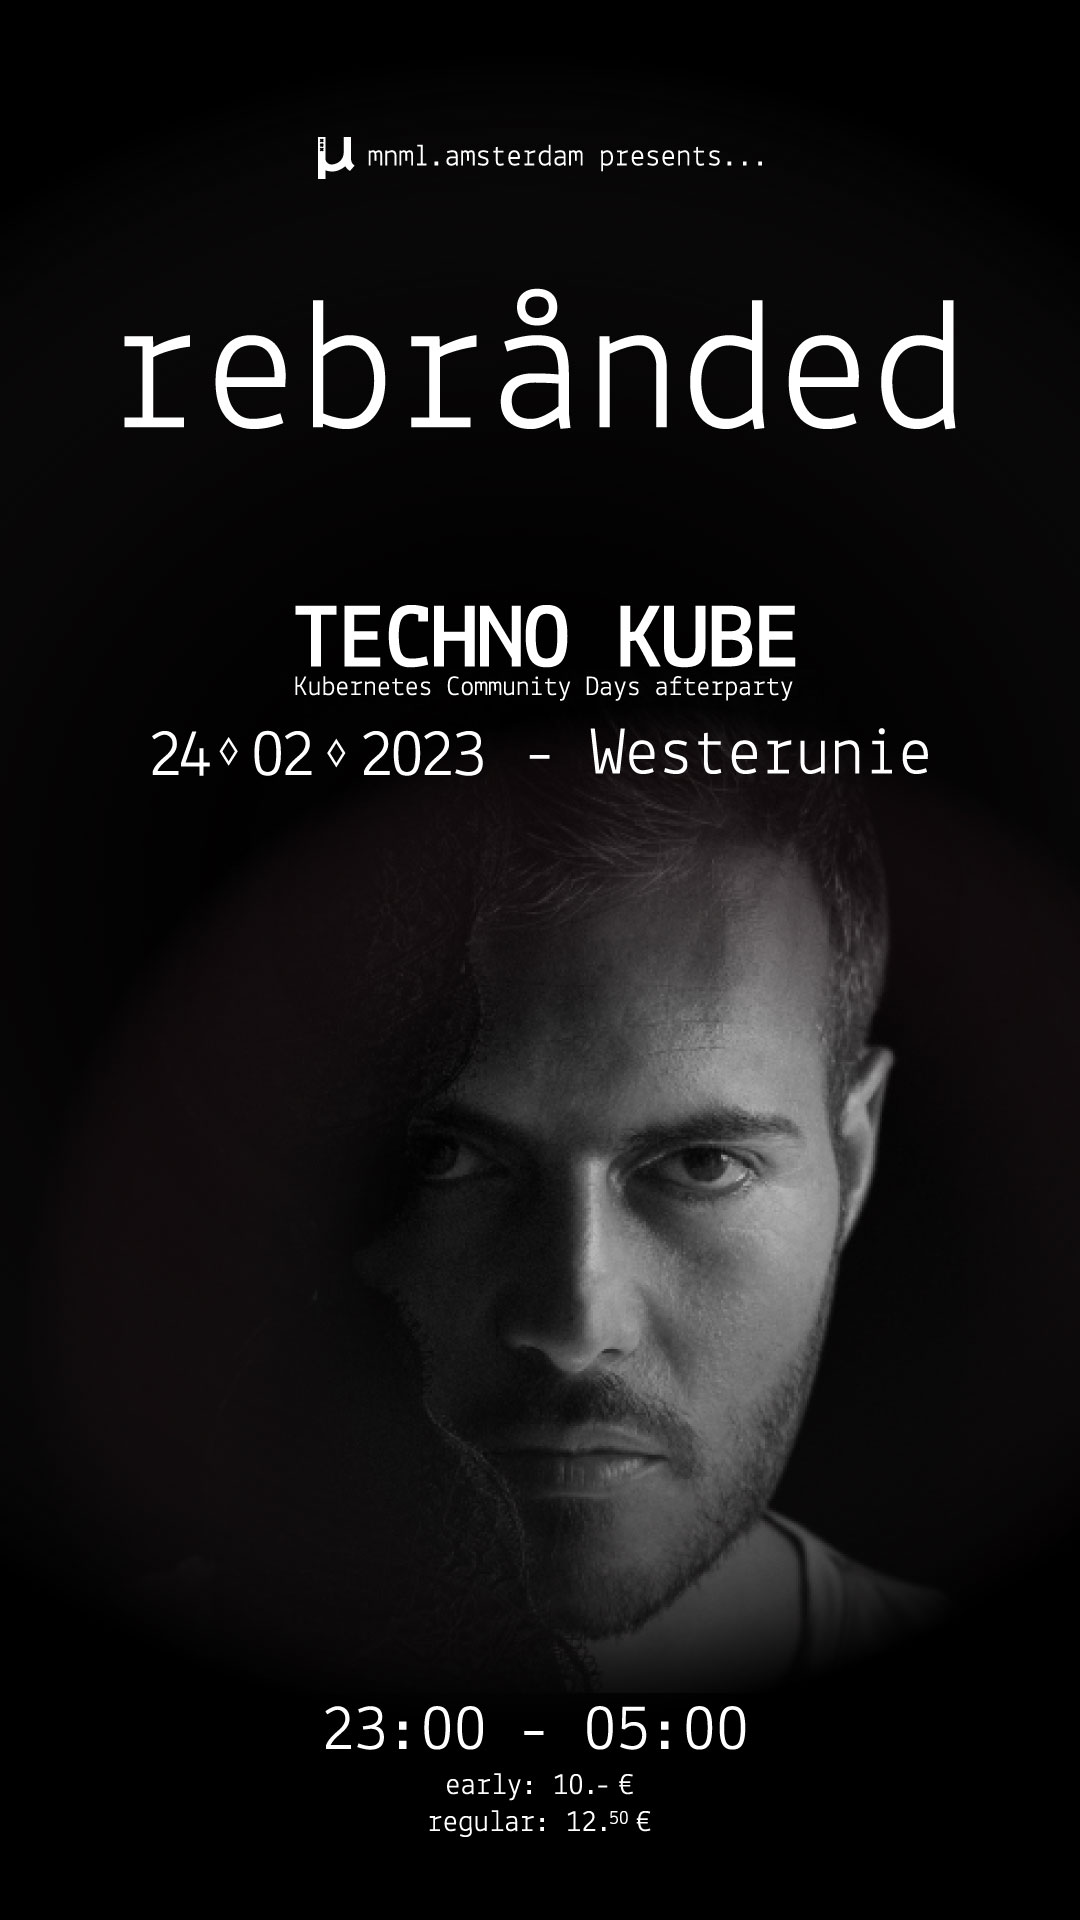 µ mnml.amsterdam presents...
rebrånded
TECHNO KUBE
Kubernetes Community Days afterparty
24◊02◊2023 - Westerunie
23:00 - 05:00
early: 10.- €
regular: 12.50 €